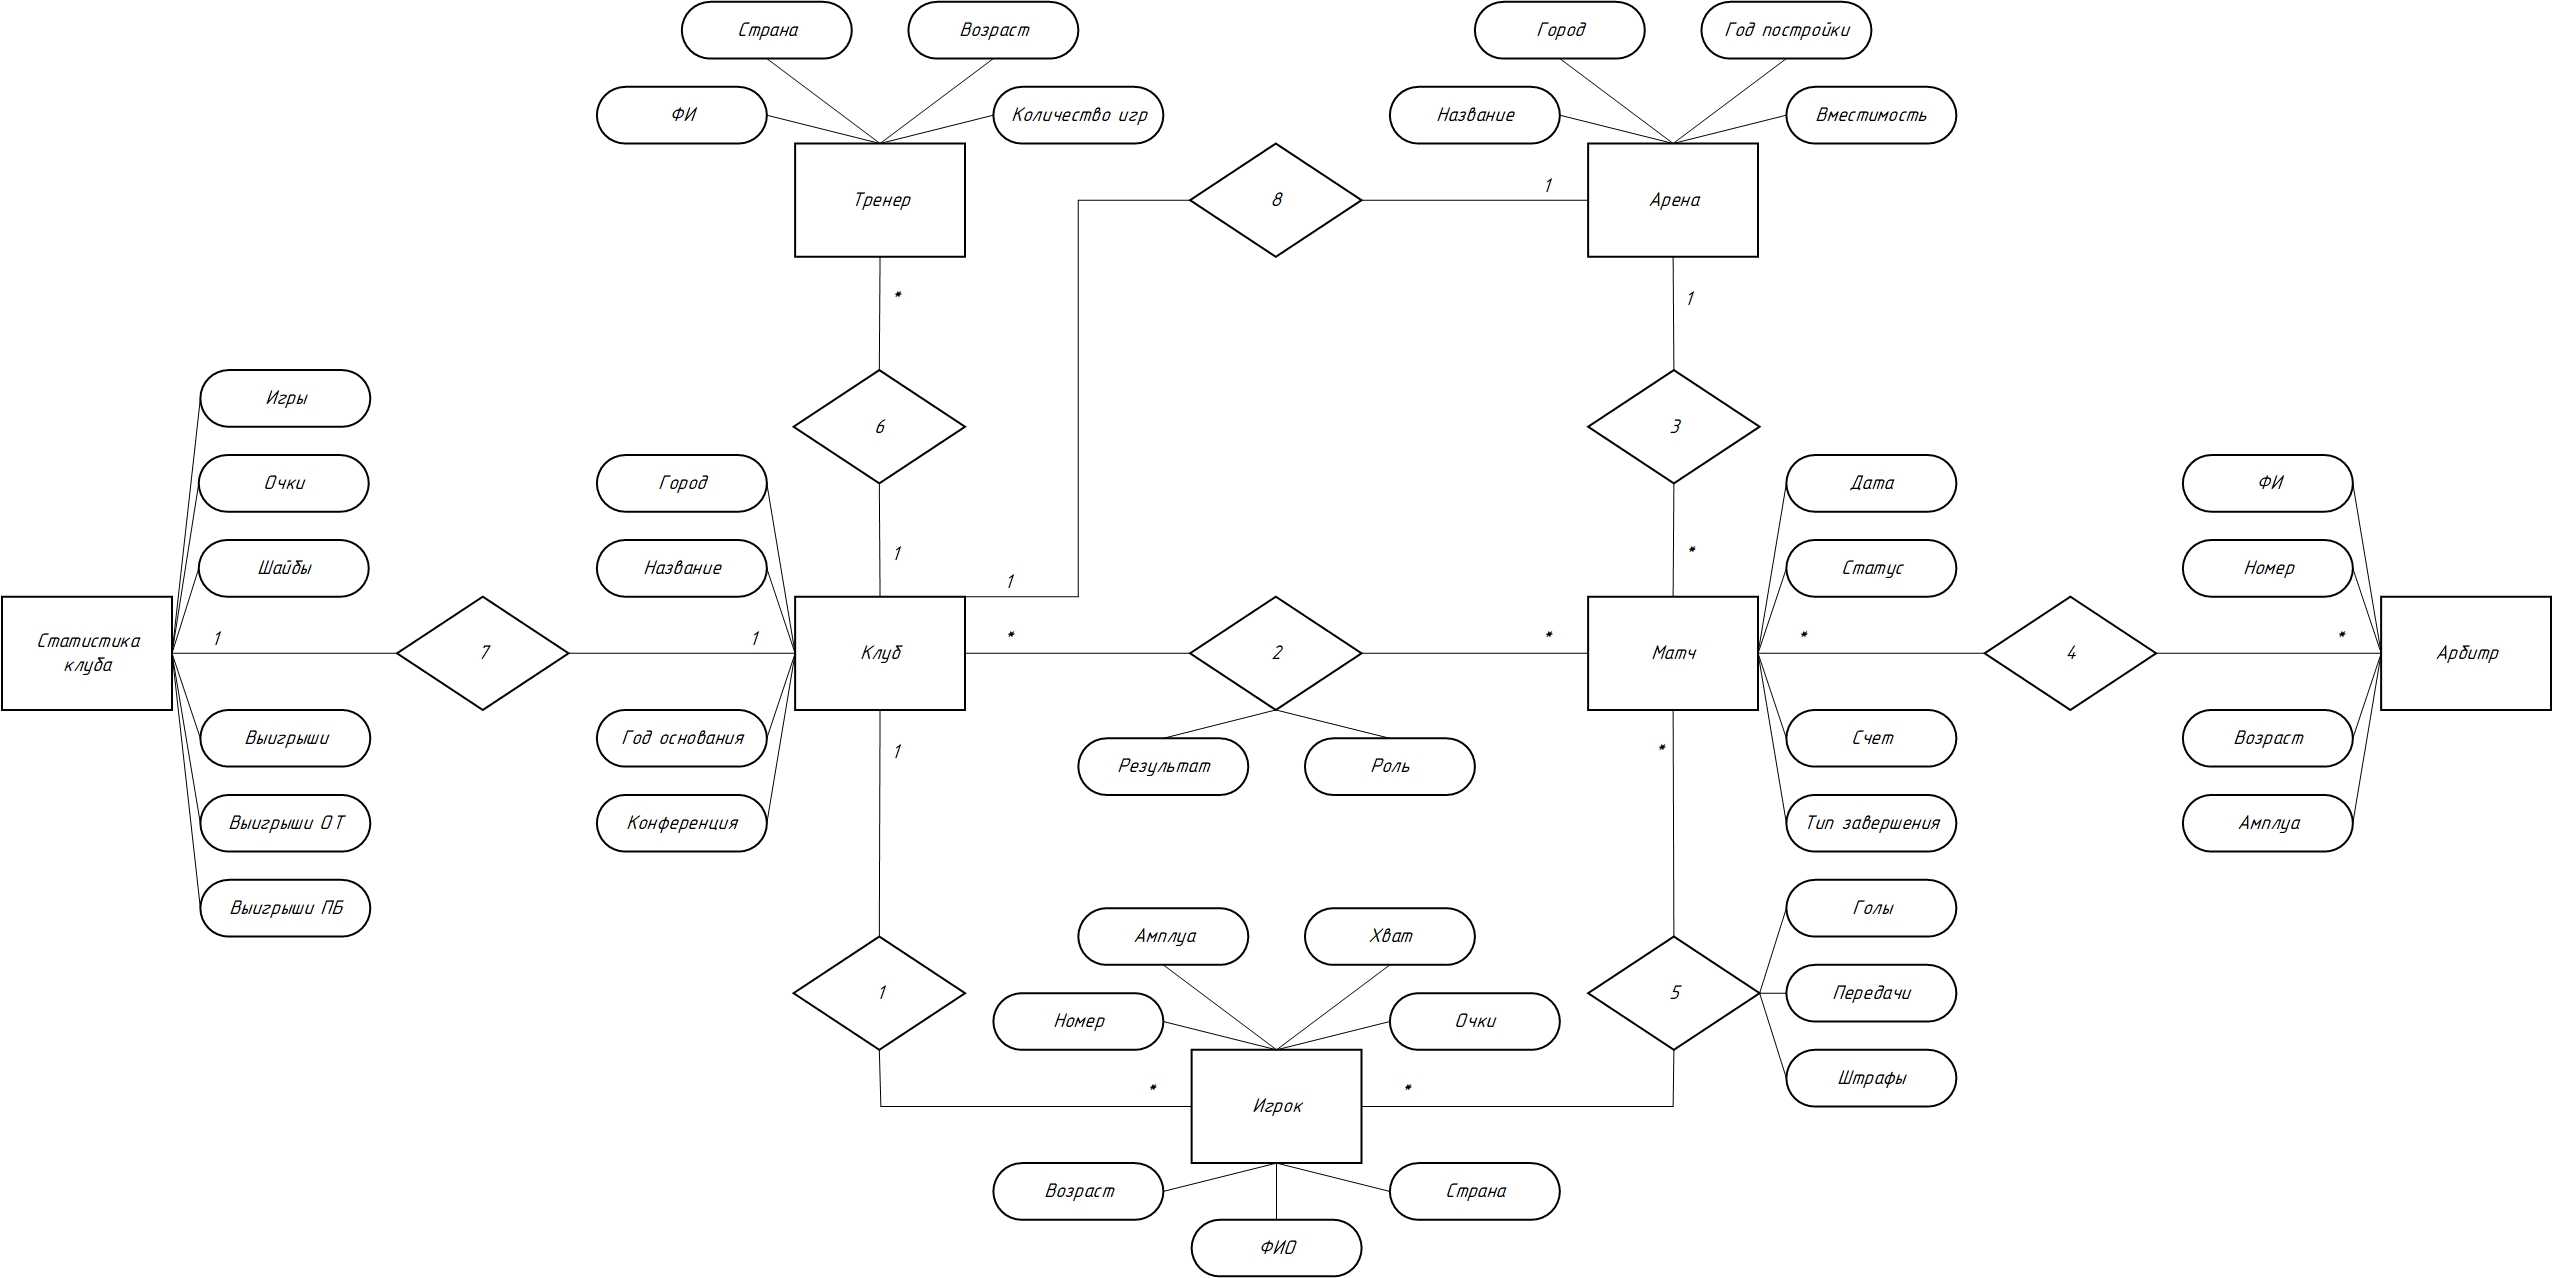 Страна
Возраст
Город
Год постройки
ФИ
Количество игр
Название
Вместимость
Тренер
8
1
Арена
*
1
6
3
Игры
Очки
Шайбы
Город
Название
1
1
*
Дата
Статус
ФИ
Номер
Статистика
клуба
1
7
1
Клуб
*
2
*
Матч
*
4
*
Арбитр
Выигрыши
Выигрыши ОТ
Выигрыши ПБ
Год основания
Конференция
1
Результат
Роль
*
Счет
Тип завершения
Возраст
Амплуа
Голы
Передачи
Штрафы
Амплуа
Хват
1
Номер
Очки
5
*
Игрок
*
Возраст
Страна
ФИО